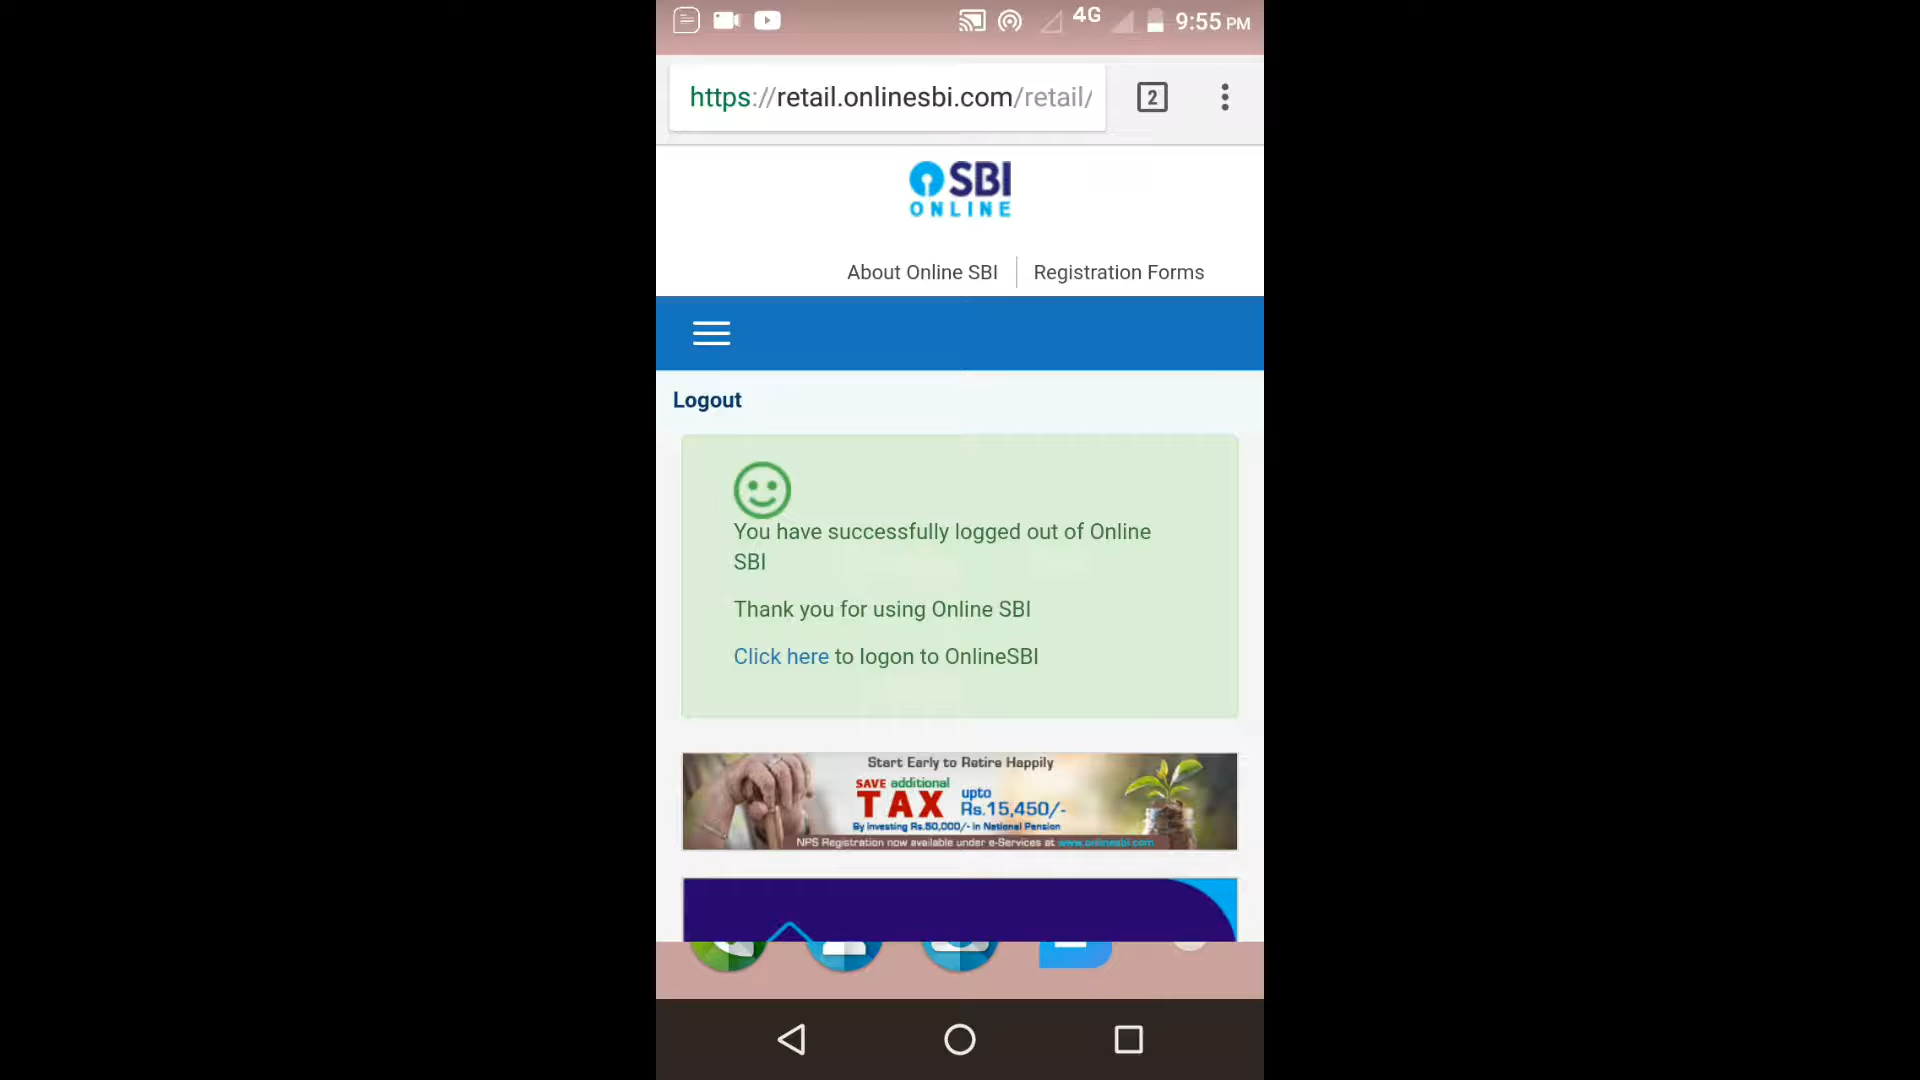 4G
9:55 PM
https://retail.onlinesbi.com/retail/
2
SBI
ONLINE
About Online SBI
Registration Forms
Logout
You have successfully logged out of Online
SBI
Thank you for using Online SBI
Click here to logon to OnlineSBI
Start Early to Retire Happily
SAVE additional
TAX upto
Rs.15,450/-
By investing Rs.50,000/- in National Pension
NPS Registration now available under e-Services at www.onlinesbi.com